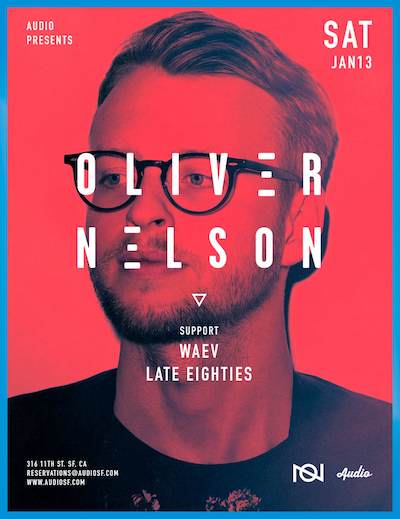 AUDIO
PRESENTS
SAT
JAN13
OLIVER
NELSON
SUPPORT
WAEV
LATE EIGHTIES
316 11TH ST. SF, CA
RESERVATIONS@AUDIOSF.COM
WWW.AUDIOSF.COM
ON Audio